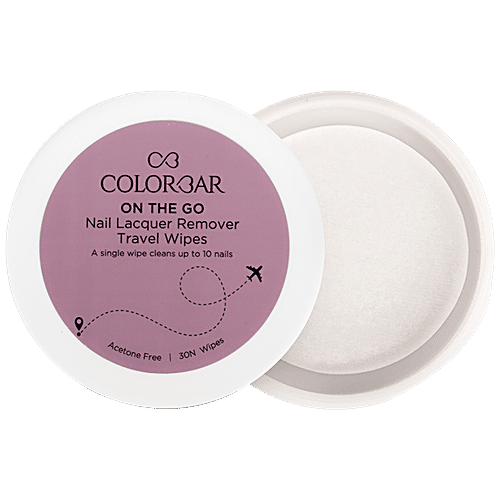 COLORBAR
ON THE GO
Nail Lacquer Remover
Travel Wipes
A single wipe cleans up to 10 nails
Acetone Free | 30N Wipes